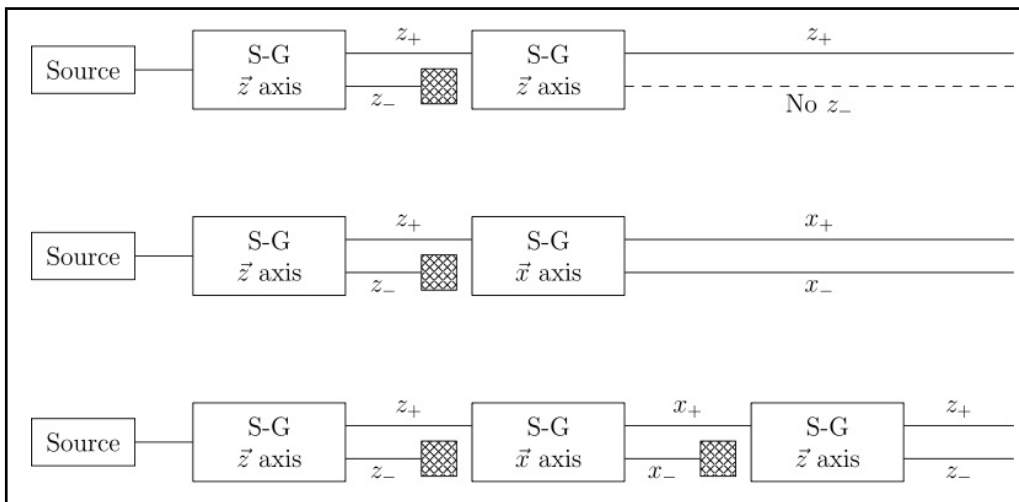 z₊ z₊
Source S-G S-G
z⃗ axis z⃗ axis
z₋ No z₋
z₊ x₊
Source S-G S-G
z⃗ axis x⃗ axis
z₋ x₋
z₊ x₊ z₊
Source S-G S-G S-G
z⃗ axis x⃗ axis z⃗ axis
z₋ x₋ z₋